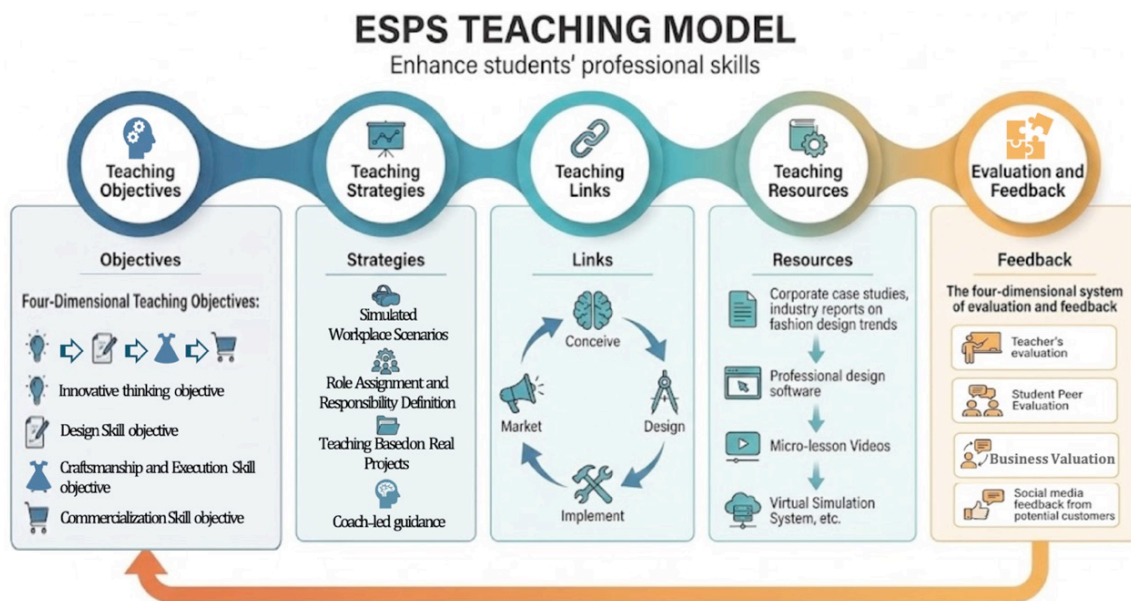 ESPS TEACHING MODEL
Enhance students' professional skills
Teaching
Objectives
Teaching
Strategies
Teaching
Links
Teaching
Resources
Evaluation and
Feedback
Objectives
Four-Dimensional Teaching Objectives:
Innovative thinking objective
Design Skill objective
Craftsmanship and Execution Skill
objective
Commercialization Skill objective
Strategies
Simulated
Workplace Scenarios
Role Assignment and
Responsibility Definition
Teaching Basedon Real
Projects
Coach-led guidance
Links
Conceive
Design
Implement
Market
Resources
Corporate case studies,
industry reports on
fashion design trends
Professional design
software
Micro-lesson Videos
Virtual Simulation
System, etc.
Feedback
The four-dimensional system
of evaluation and feedback
Teacher's
evaluation
Student Peer
Evaluation
Business Valuation
Social media
feedback from
potential customers